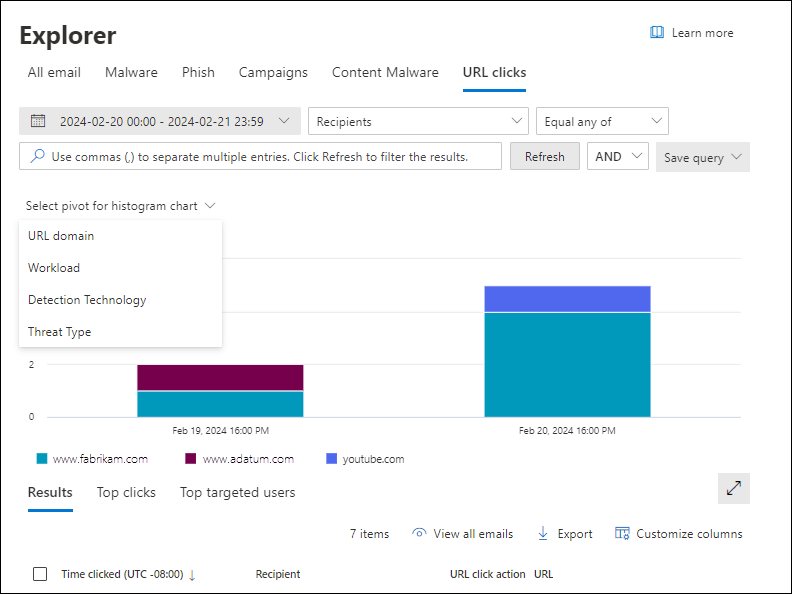 Explorer
Learn more
All email Malware Phish Campaigns Content Malware URL clicks
2024-02-20 00:00 - 2024-02-21 23:59 Recipients Equal any of
Use commas (,) to separate multiple entries. Click Refresh to filter the results. Refresh AND Save query
Select pivot for histogram chart
URL domain
Workload
Detection Technology
Threat Type
2
0
Feb 19, 2024 16:00 PM Feb 20, 2024 16:00 PM
www.fabrikam.com www.adatum.com youtube.com
Results Top clicks Top targeted users
7 items View all emails Export Customize columns
Time clicked (UTC -08:00) ↓ Recipient URL click action URL